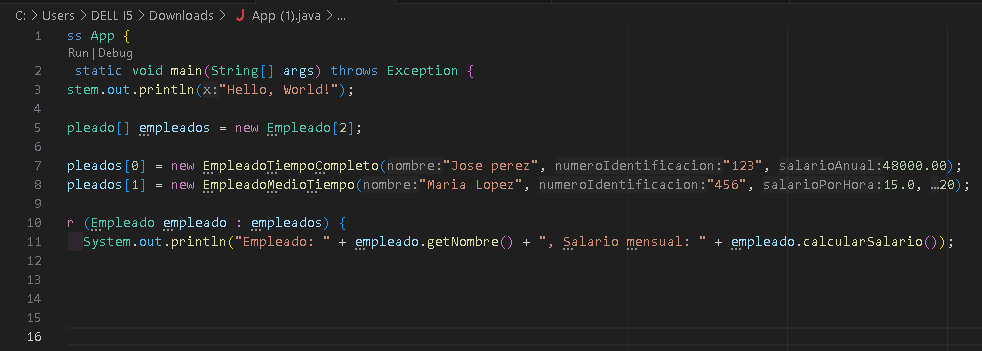 C: > Users > DELL I5 > Downloads > J App (1).java > ...
1 ss App {
Run | Debug
2 static void main(String[] args) throws Exception {
3 stem.out.println(x:"Hello, World!");
4
5 pleado[] empleados = new Empleado[2];
6
7 pleados[0] = new EmpleadoTiempoCompleto(nombre:"Jose perez", numeroIdentificacion:"123", salarioAnual:48000.00);
8 pleados[1] = new EmpleadoMedioTiempo(nombre:"Maria Lopez", numeroIdentificacion:"456", salarioPorHora:15.0, …20);
9
10 r (Empleado empleado : empleados) {
11 System.out.println("Empleado: " + empleado.getNombre() + ", Salario mensual: " + empleado.calcularSalario());
12
13
14
15
16